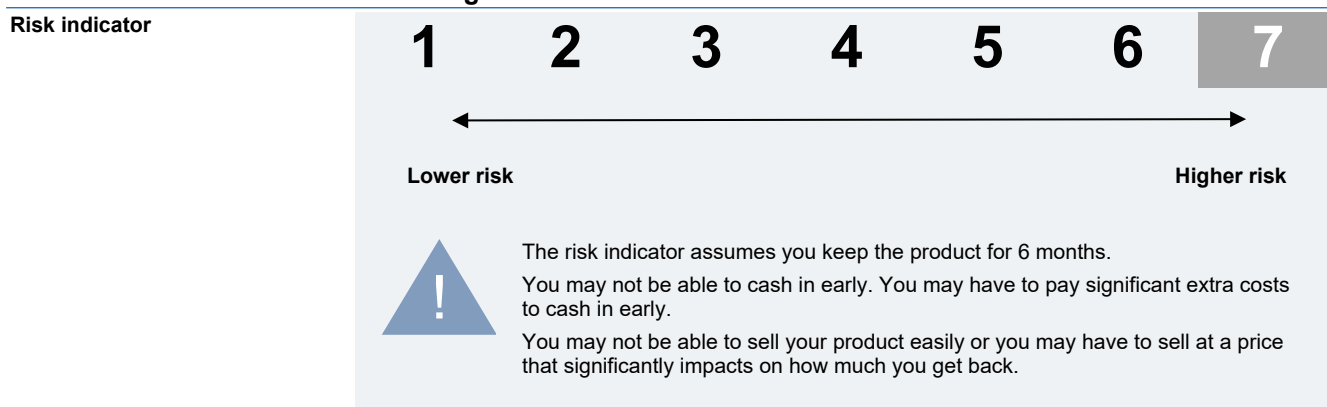 Risk indicator
1 2 3 4 5 6 7
Lower risk Higher risk
!
The risk indicator assumes you keep the product for 6 months.
You may not be able to cash in early. You may have to pay significant extra costs
to cash in early.
You may not be able to sell your product easily or you may have to sell at a price
that significantly impacts on how much you get back.